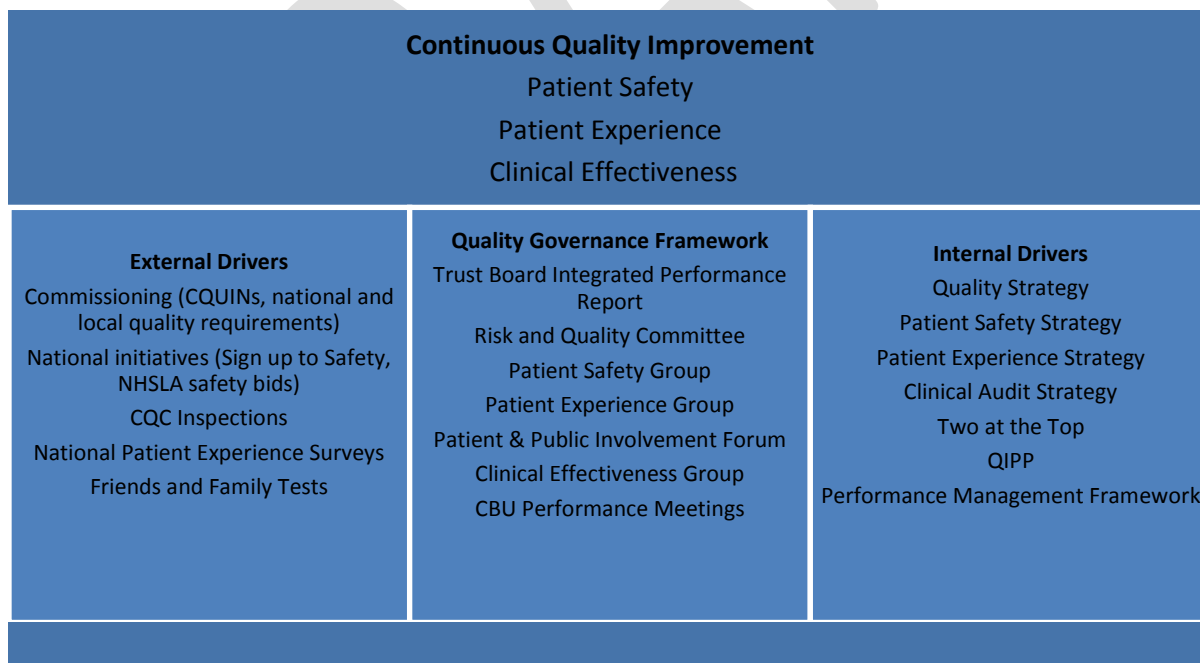 Continuous Quality Improvement
Patient Safety
Patient Experience
Clinical Effectiveness
External Drivers
Commissioning (CQUINs, national and
local quality requirements)
National initiatives (Sign up to Safety,
NHSLA safety bids)
CQC Inspections
National Patient Experience Surveys
Friends and Family Tests
Quality Governance Framework
Trust Board Integrated Performance
Report
Risk and Quality Committee
Patient Safety Group
Patient Experience Group
Patient & Public Involvement Forum
Clinical Effectiveness Group
CBU Performance Meetings
Internal Drivers
Quality Strategy
Patient Safety Strategy
Patient Experience Strategy
Clinical Audit Strategy
Two at the Top
QIPP
Performance Management Framework